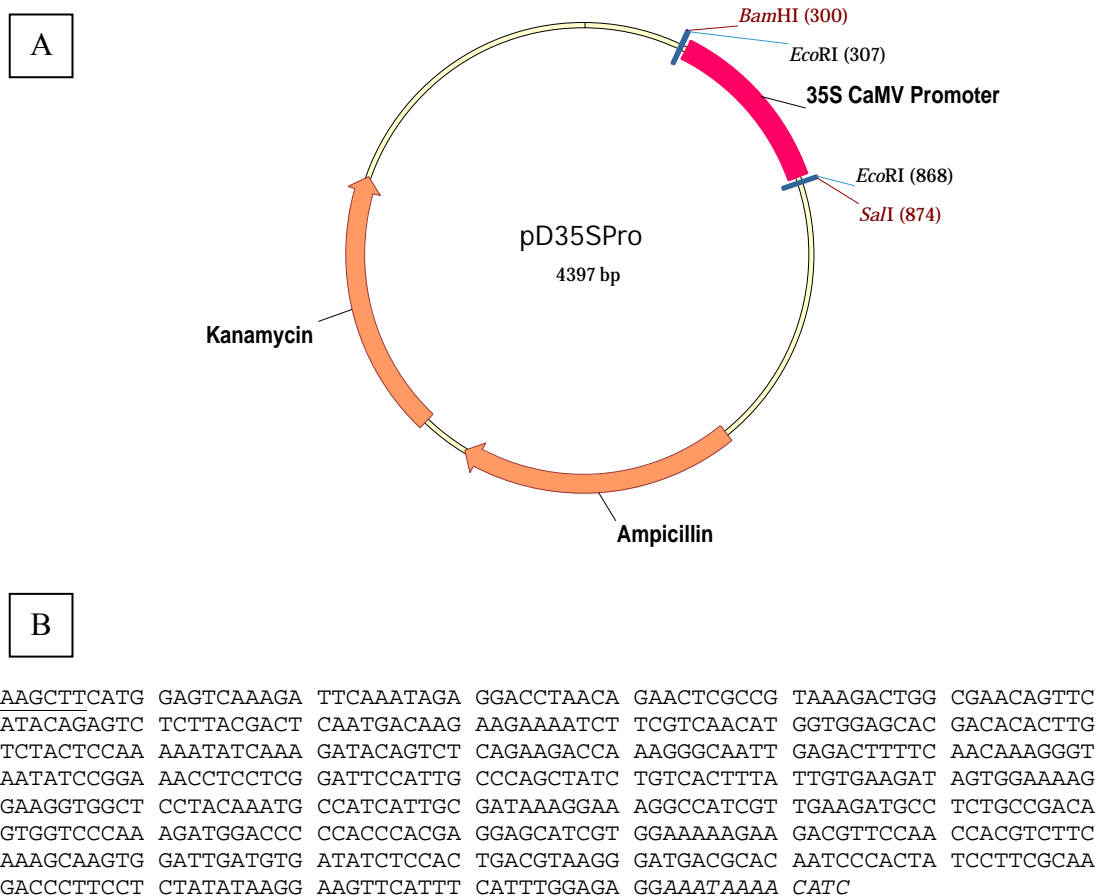 A
BamHI (300)
EcoRI (307)
35S CaMV Promoter
EcoRI (868)
SalI (874)
pD35SPro
4397 bp
Kanamycin
Ampicillin
B
AAGCTTCATG GAGTCAAAGA TTCAAATAGA GGACCTAACA GAACTCGCCG TAAAGACTGG CGAACAGTTC
ATACAGAGTC TCTTACGACT CAATGACAAG AAGAAAATCT TCGTCAACAT GGTGGAGCAC GACACACTTG
TCTACTCCAA AAATATCAAA GATACAGTCT CAGAAGACCA AAGGGCAATT GAGACTTTTC AACAAAGGGT
AATATCCGGA AACCTCCTCG GATTCCATTG CCCAGCTATC TGTCACTTTA TTGTGAAGAT AGTGGAAAAG
GAAGGTGGCT CCTACAAATG CCATCATTGC GATAAAGGAA AGGCCATCGT TGAAGATGCC TCTGCCGACA
GTGGTCCCAA AGATGGACCC CCACCCACGA GGAGCATCGT GGAAAAAGAA GACGTTCCAA CCACGTCTTC
AAAGCAAGTG GATTGATGTG ATATCTCCAC TGACGTAAGG GATGACGCAC AATCCCACTA TCCTTCGCAA
GACCCTTCCT CTATATAAGG AAGTTCATTT CATTTGGAGA GGAAATAAAA CATC